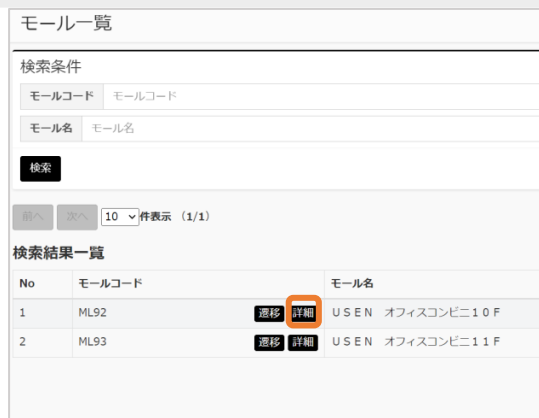 モール一覧
検索条件
モールコード モールコード
モール名 モール名
検索
前へ 次へ 10 件表示 (1/1)
検索結果一覧
No モールコード モール名
1 ML92 遷移 詳細 ＵＳＥＮ　オフィスコンビニ１０Ｆ
2 ML93 遷移 詳細 ＵＳＥＮ　オフィスコンビニ１１Ｆ